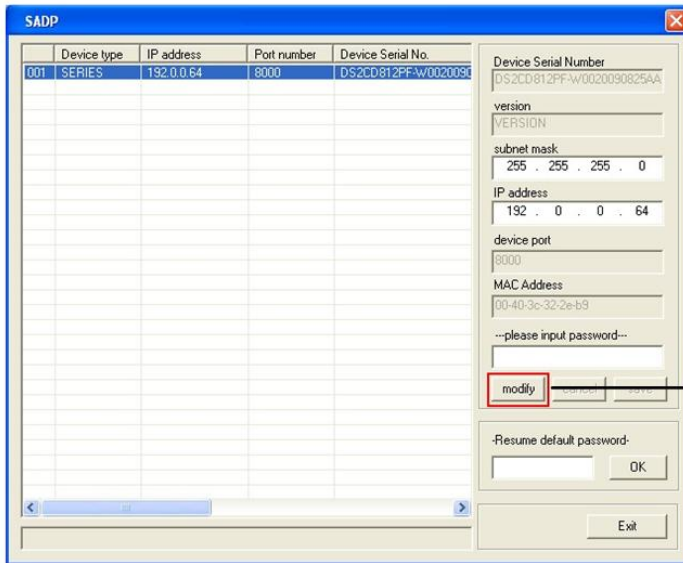 SADP
Device type IP address Port number Device Serial No.
001 SERIES 192.0.0.64 8000 DS2CD812PF-W0020090
Device Serial Number
DS2CD812PF-W0020090825AA
version
VERSION
subnet mask
255 . 255 . 255 . 0
IP address
192 . 0 . 0 . 64
device port
8000
MAC Address
00-40-3c-32-2e-b9
---please input password---
modify cancel save
-Resume default password-
OK
Exit